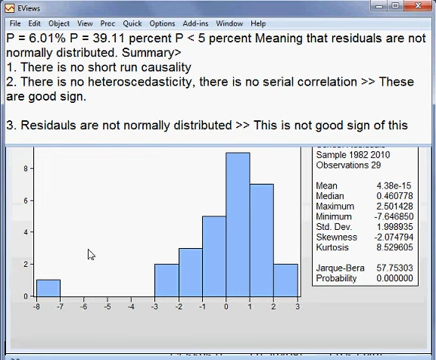 EViews
File Edit Object View Proc Quick Options Add-ins Window Help
P = 6.01% P = 39.11 percent P < 5 percent Meaning that residuals are not
normally distributed. Summary>
1. There is no short run causality
2. There is no heteroscedasticity, there is no serial correlation >> These
are good sign.
3. Residauls are not normally distributed >> This is not good sign of this
Sample 1982 2010
Observations 29
Mean 4.38e-15
Median 0.460778
Maximum 2.501428
Minimum -7.646850
Std. Dev. 1.998935
Skewness -2.074794
Kurtosis 8.529605
Jarque-Bera 57.75303
Probability 0.000000
8
6
4
2
0
-8 -7 -6 -5 -4 -3 -2 -1 0 1 2 3